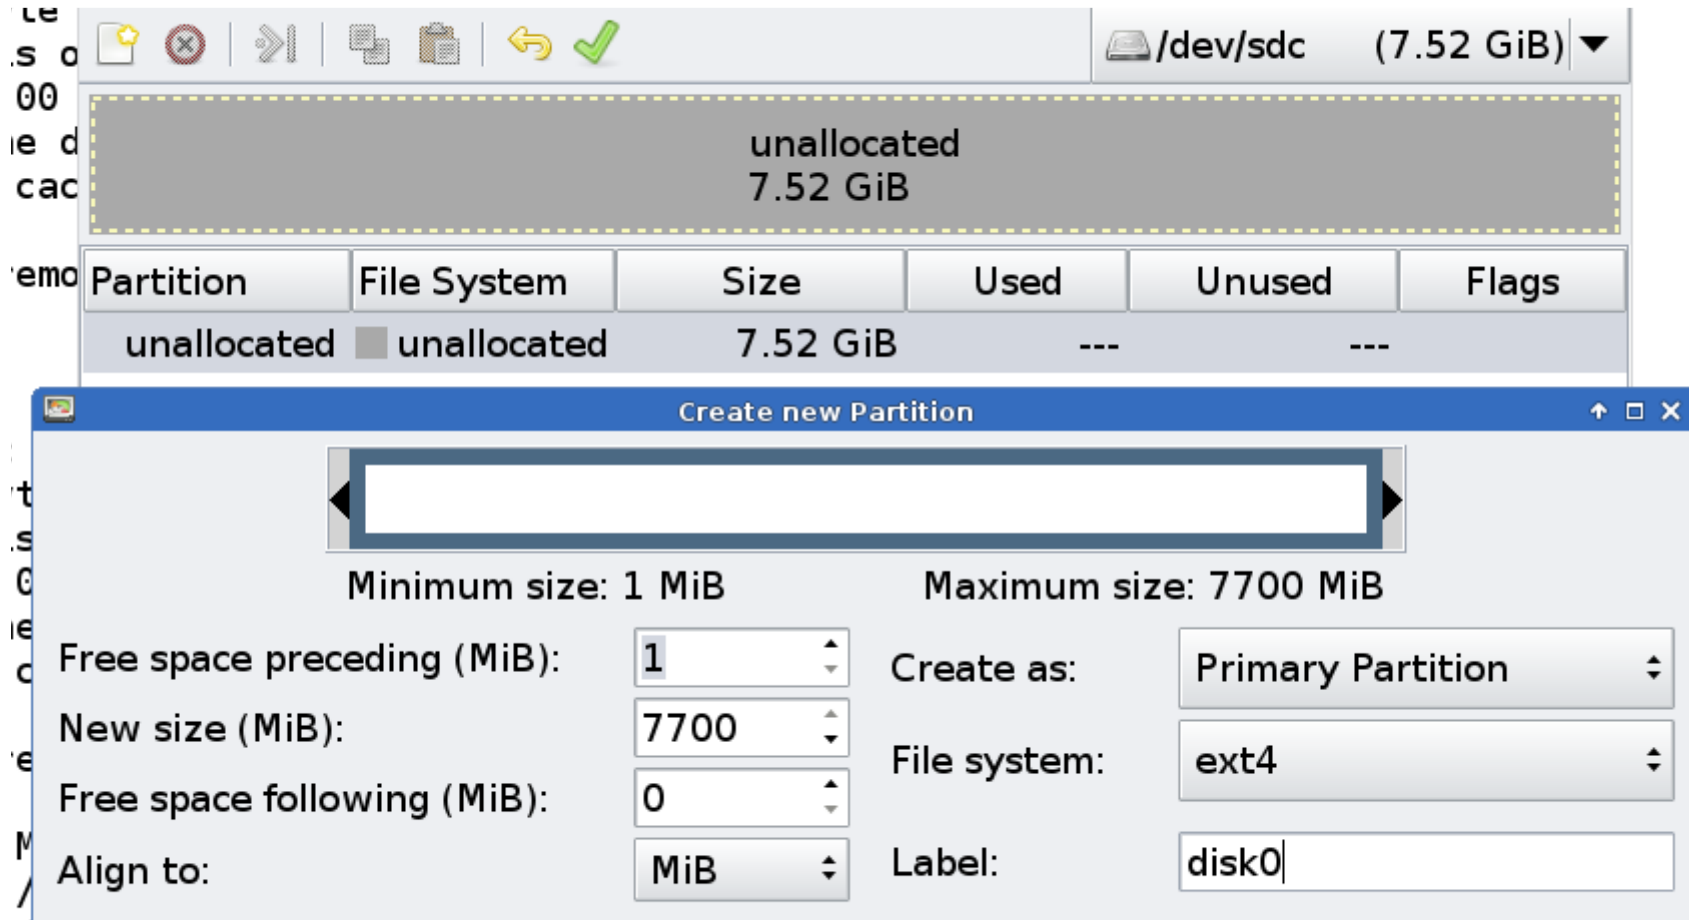 /dev/sdc (7.52 GiB)
s o
00
e d
unallocated
cac
7.52 GiB
emo
Partition File System Size Used Unused Flags
unallocated unallocated 7.52 GiB --- ---
Create new Partition
Minimum size: 1 MiB Maximum size: 7700 MiB
Free space preceding (MiB): 1
Create as: Primary Partition
New size (MiB): 7700
File system: ext4
Free space following (MiB): 0
Align to: MiB
Label: disk0